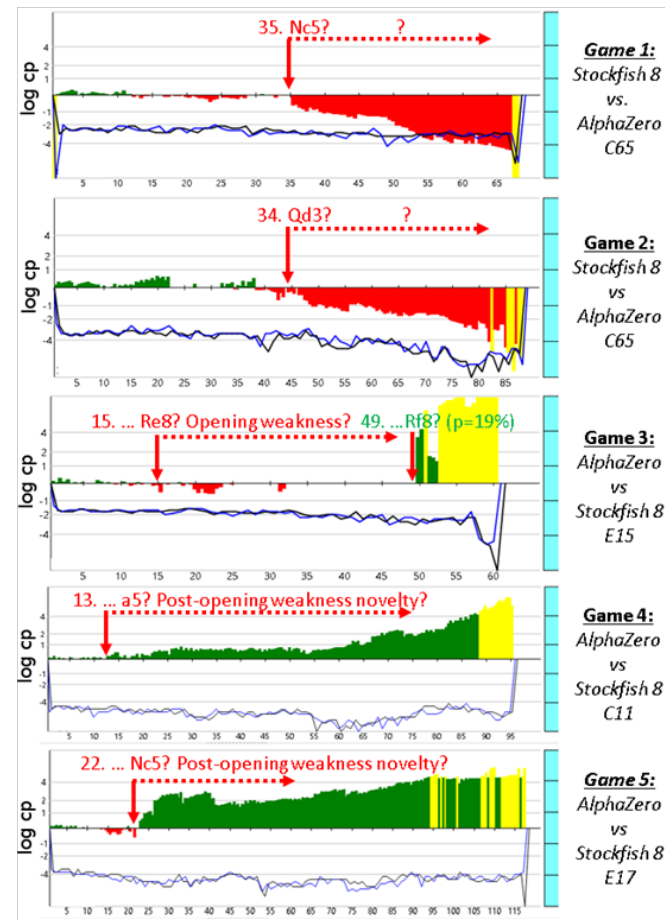 35. Nc5? ?
log cp
4
2
1
-1
-2
-4
5 10 15 20 25 30 35 40 45 50 55 60 65
Game 1:
Stockfish 8
vs.
AlphaZero
C65
34. Qd3? ?
log cp
4
2
1
-1
-2
-4
5 10 15 20 25 30 35 40 45 50 55 60 65 70 75 80 85
Game 2:
Stockfish 8
vs
AlphaZero
C65
15. ... Re8? Opening weakness? 49. ...Rf8? (p=19%)
log cp
4
2
1
-1
-2
-4
5 10 15 20 25 30 35 40 45 50 55 60
Game 3:
AlphaZero
vs
Stockfish 8
E15
13. ... a5? Post-opening weakness novelty?
log cp
4
2
1
-1
-2
-4
5 10 15 20 25 30 35 40 45 50 55 60 65 70 75 80 85 90 95
Game 4:
AlphaZero
vs
Stockfish 8
C11
22. ... Nc5? Post-opening weakness novelty?
log cp
4
2
1
-1
-2
-4
5 10 15 20 25 30 35 40 45 50 55 60 65 70 75 80 85 90 95 100 105 110 115
Game 5:
AlphaZero
vs
Stockfish 8
E17